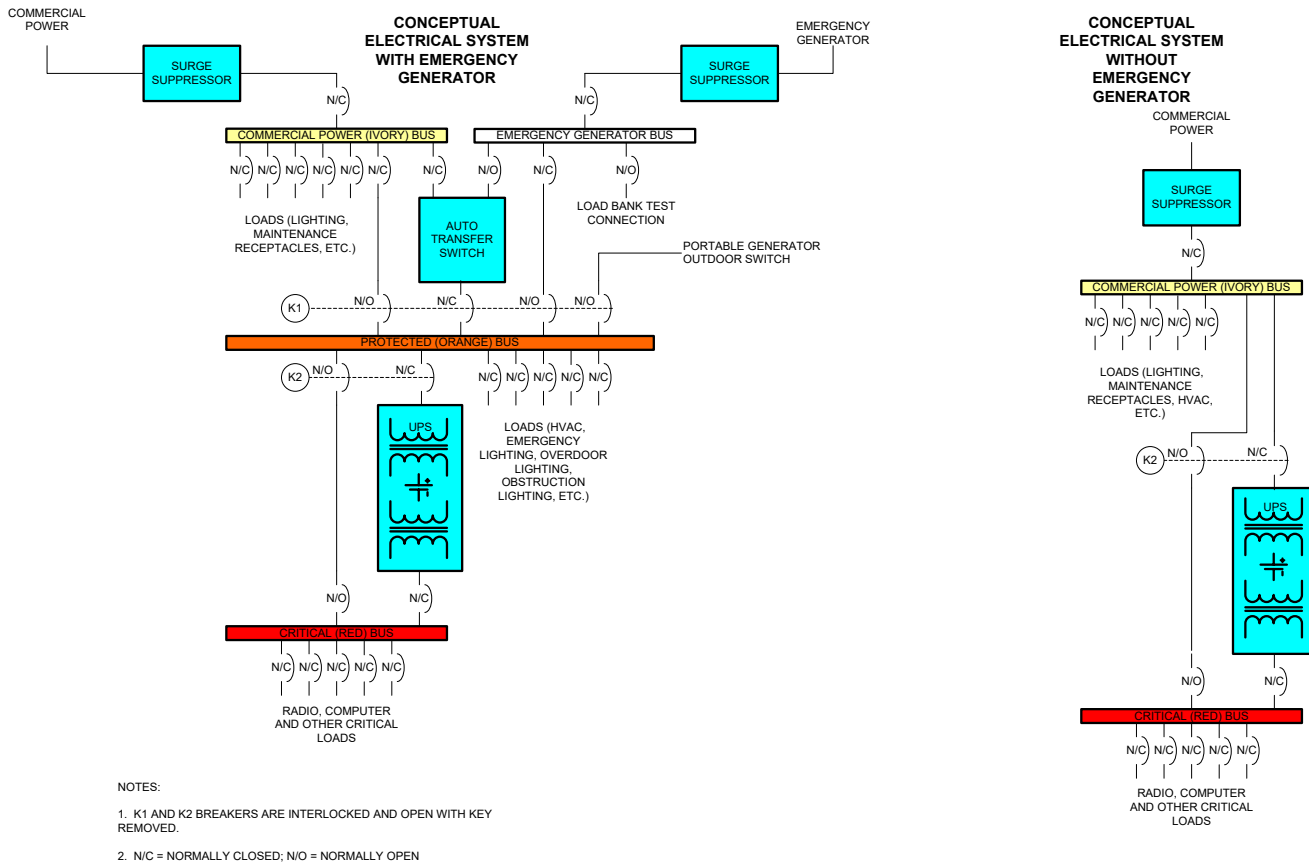 COMMERCIAL
POWER
CONCEPTUAL
ELECTRICAL SYSTEM
WITH EMERGENCY
GENERATOR
EMERGENCY
GENERATOR
SURGE
SUPPRESSOR
SURGE
SUPPRESSOR
N/C
N/C
COMMERCIAL POWER (IVORY) BUS
EMERGENCY GENERATOR BUS
N/C
N/C
N/C
N/C
N/C
N/C
N/C
N/O
N/C
N/O
LOADS (LIGHTING,
MAINTENANCE
RECEPTACLES, ETC.)
AUTO
TRANSFER
SWITCH
LOAD BANK TEST
CONNECTION
PORTABLE GENERATOR
OUTDOOR SWITCH
K1
N/O
N/C
N/O
N/O
PROTECTED (ORANGE) BUS
K2
N/O
N/C
N/C
N/C
N/C
N/C
N/C
UPS
LOADS (HVAC,
EMERGENCY
LIGHTING, OVERDOOR
LIGHTING,
OBSTRUCTION
LIGHTING, ETC.)
N/O
N/C
CRITICAL (RED) BUS
N/C
N/C
N/C
N/C
N/C
RADIO, COMPUTER
AND OTHER CRITICAL
LOADS
NOTES:
1. K1 AND K2 BREAKERS ARE INTERLOCKED AND OPEN WITH KEY
REMOVED.
2. N/C = NORMALLY CLOSED; N/O = NORMALLY OPEN
CONCEPTUAL
ELECTRICAL SYSTEM
WITHOUT
EMERGENCY
GENERATOR
COMMERCIAL
POWER
SURGE
SUPPRESSOR
N/C
COMMERCIAL POWER (IVORY) BUS
N/C
N/C
N/C
N/C
N/C
LOADS (LIGHTING,
MAINTENANCE
RECEPTACLES, HVAC,
ETC.)
K2
N/O
N/C
UPS
N/O
N/C
CRITICAL (RED) BUS
N/C
N/C
N/C
N/C
N/C
RADIO, COMPUTER
AND OTHER CRITICAL
LOADS